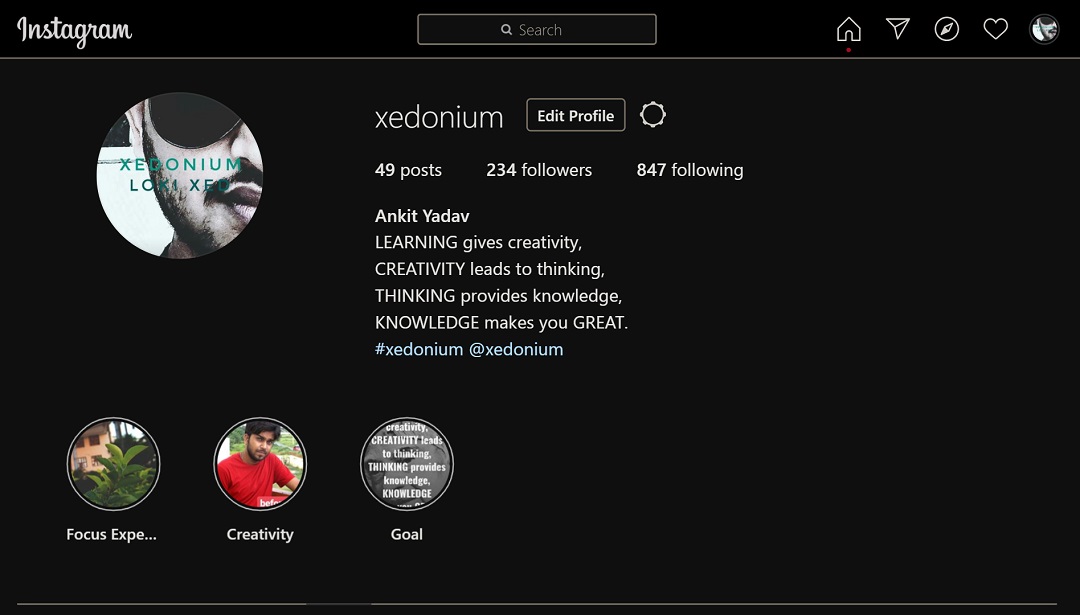 Instagram
Search
xedonium Edit Profile
49 posts 234 followers 847 following
Ankit Yadav
LEARNING gives creativity,
CREATIVITY leads to thinking,
THINKING provides knowledge,
KNOWLEDGE makes you GREAT.
#xedonium @xedonium
XEDONIUM
LOKI XED
creativity,
CREATIVITY leads
to thinking,
THINKING provides
knowledge,
KNOWLEDGE
Focus Expe... Creativity Goal